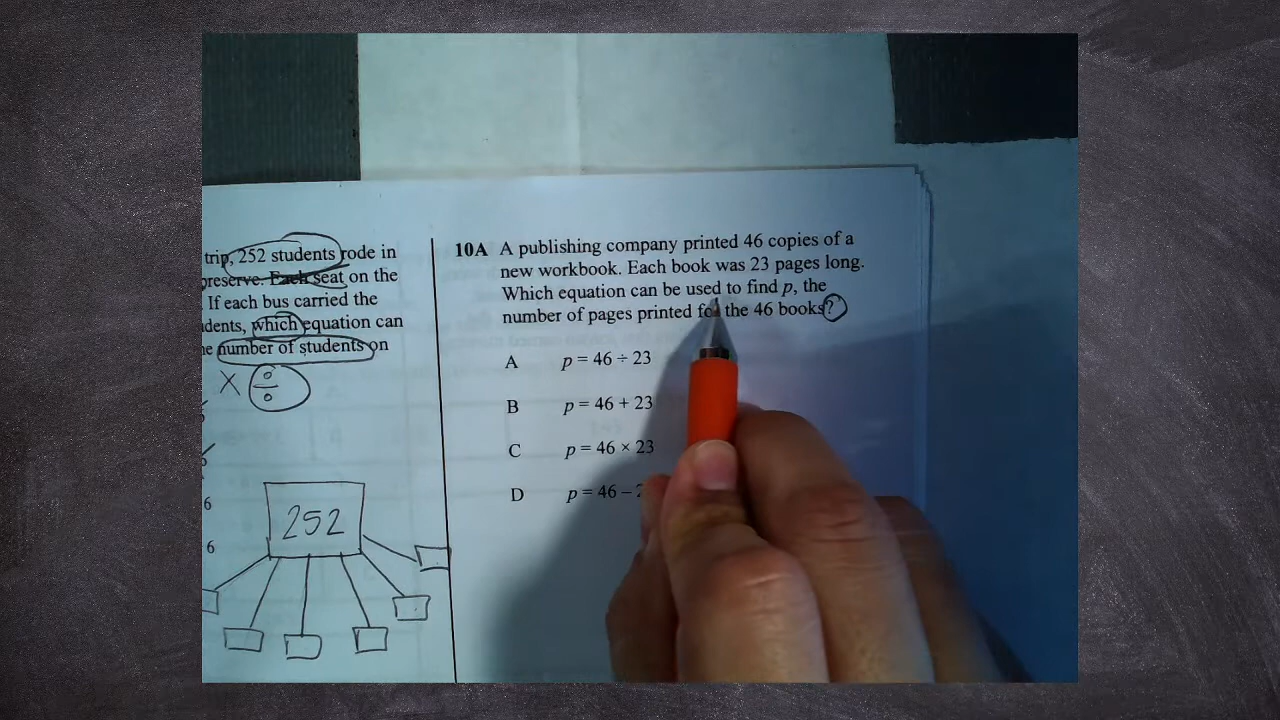 trip, 252 students rode in
preserve. Each seat on the
. If each bus carried the
dents, which equation can
e number of students on
X ÷
6
6
252
10A A publishing company printed 46 copies of a
new workbook. Each book was 23 pages long.
Which equation can be used to find p, the
number of pages printed for the 46 books?
A p = 46 ÷ 23
B p = 46 + 23
C p = 46 × 23
D p = 46 –